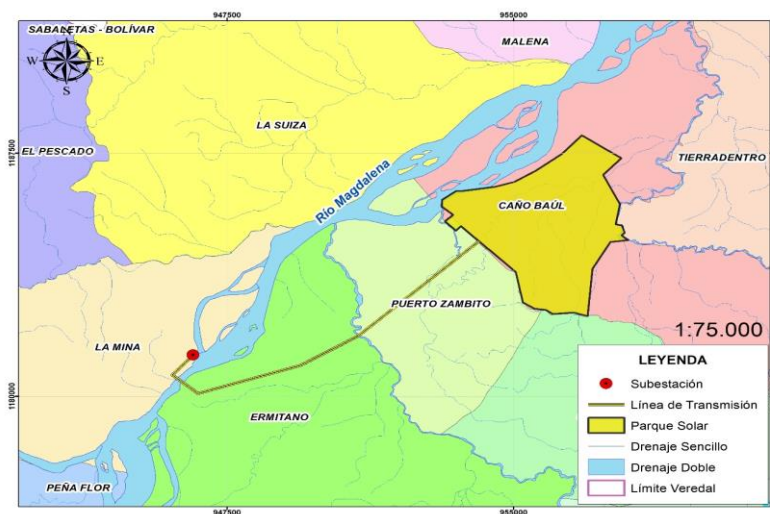 947500
955000
SABALETAS - BOLÍVAR
N
W
E
S
MALENA
LA SUIZA
EL PESCADO
1187500
TIERRADENTRO
Río Magdalena
CAÑO BAÚL
PUERTO ZAMBITO
LA MINA
1:75.000
LEYENDA
Subestación
Línea de Transmisión
Parque Solar
Drenaje Sencillo
Drenaje Doble
Límite Veredal
1180000
ERMITANO
PEÑA FLOR
947500
955000